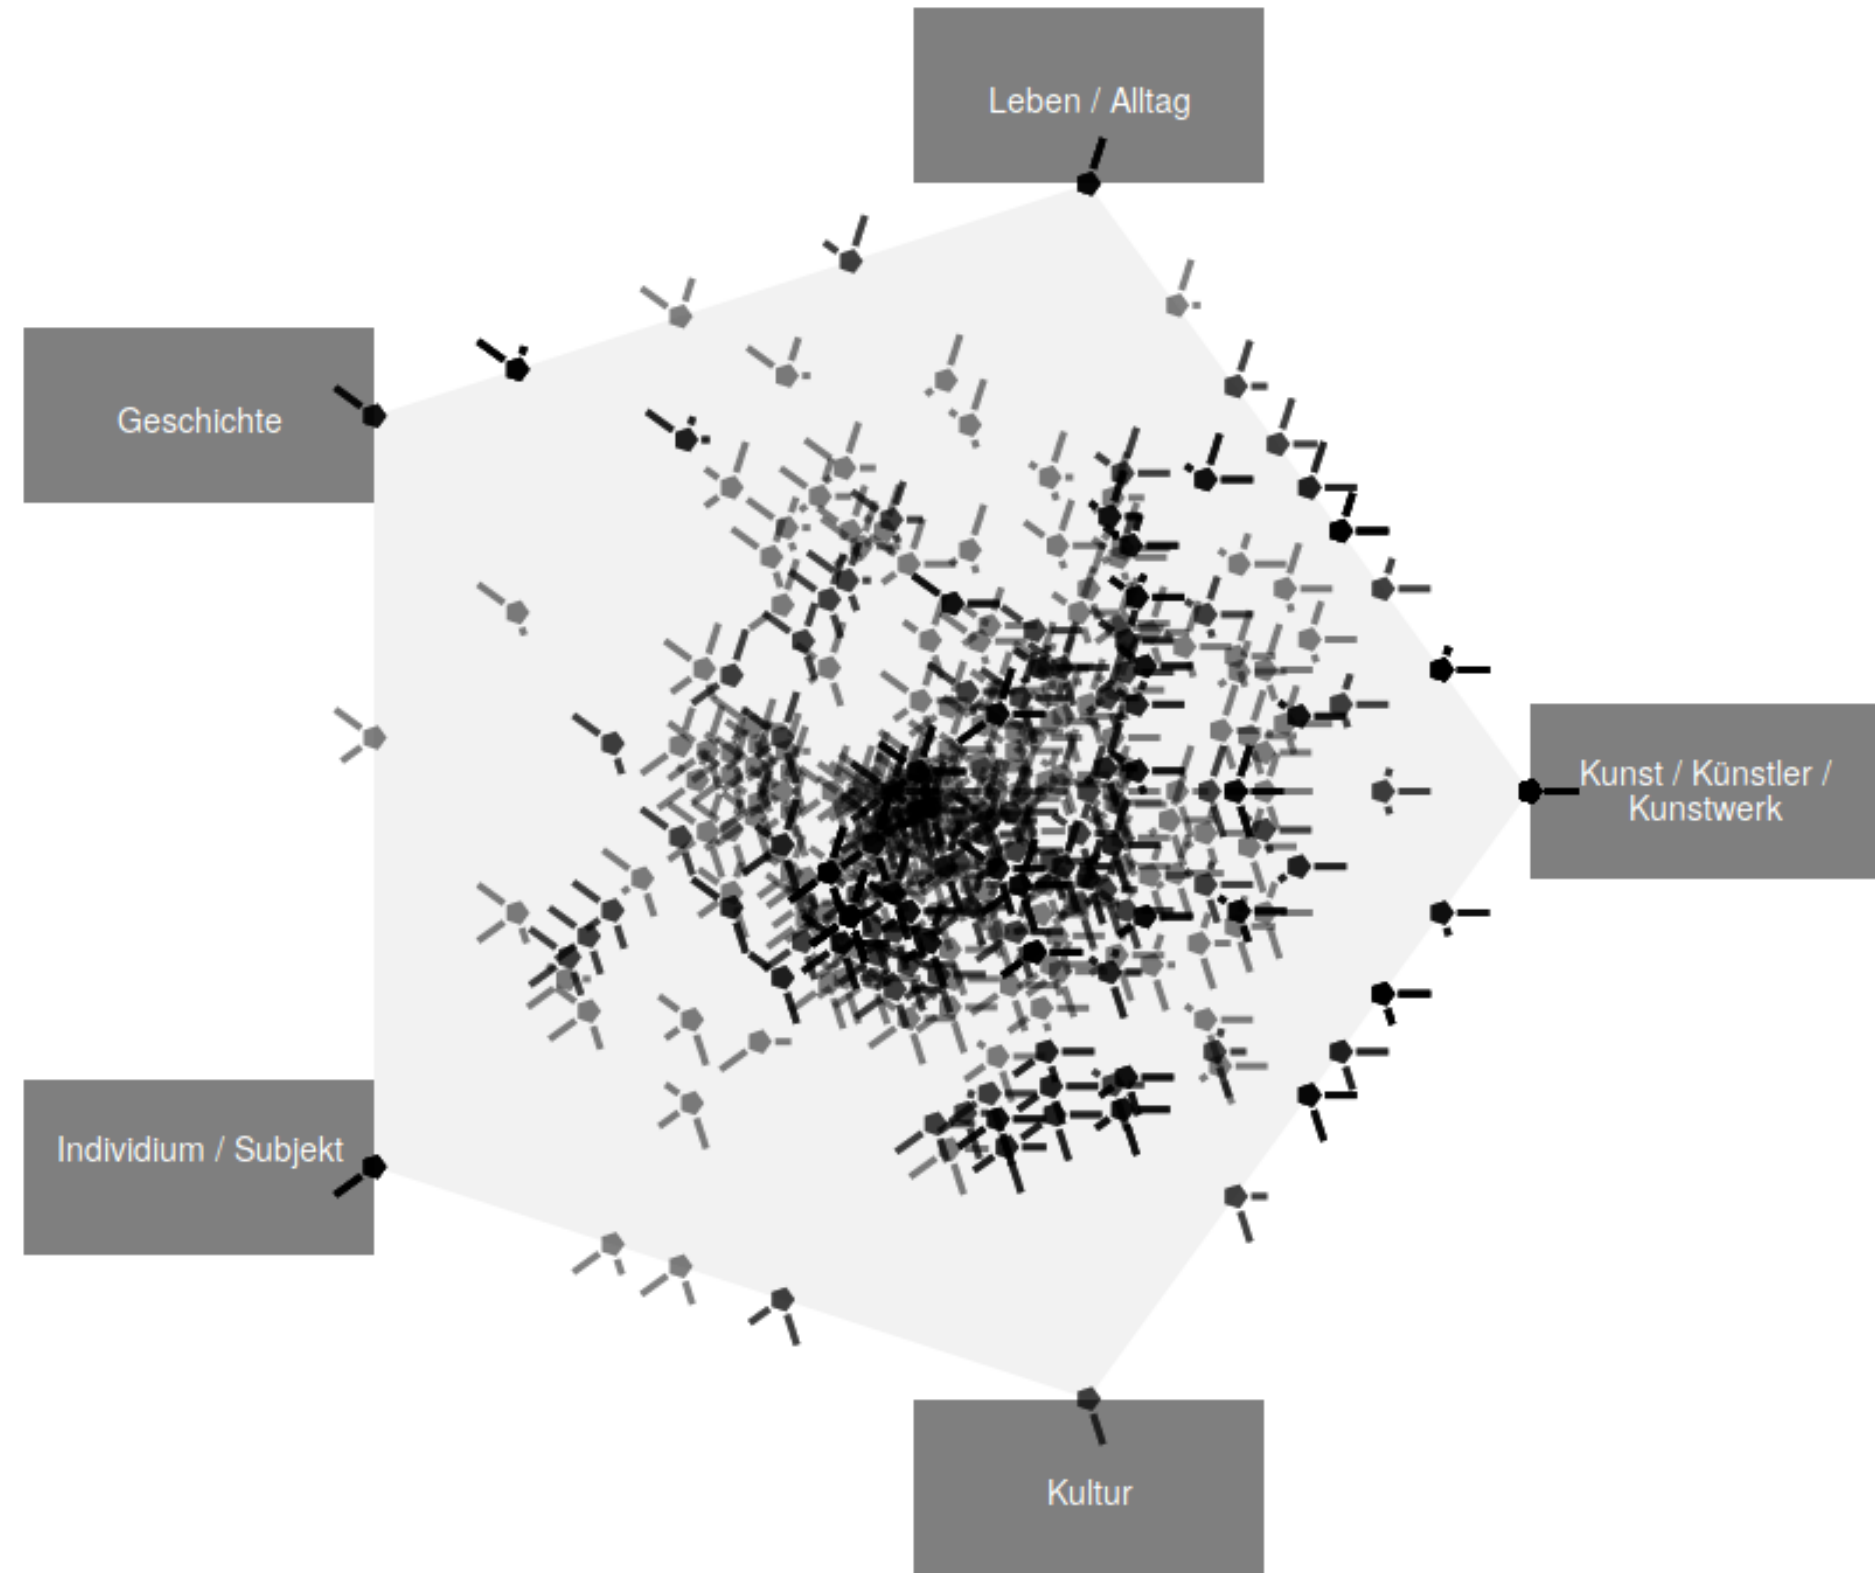 Leben / Alltag
Geschichte
Kunst / Künstler /
Kunstwerk
Individium / Subjekt
Kultur